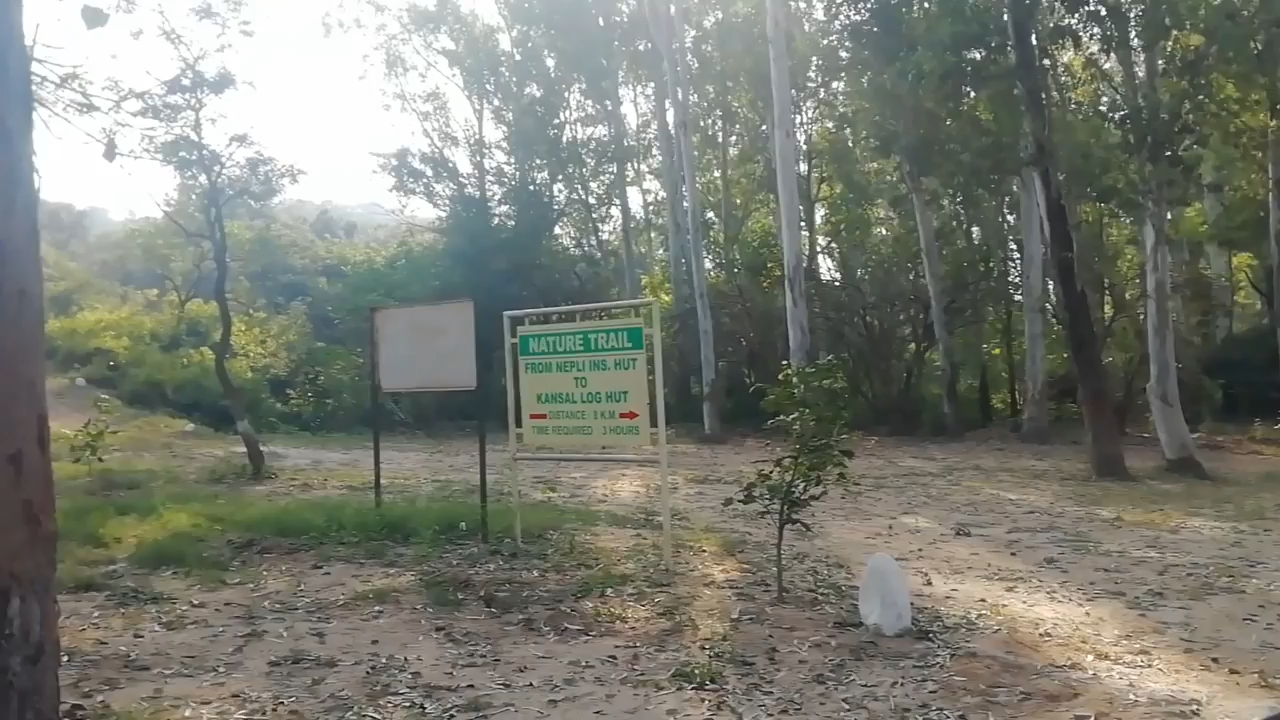 NATURE TRAIL
FROM NEPLI INS. HUT
TO
KANSAL LOG HUT
DISTANCE: 8 K.M.
TIME REQUIRED : 3 HOURS